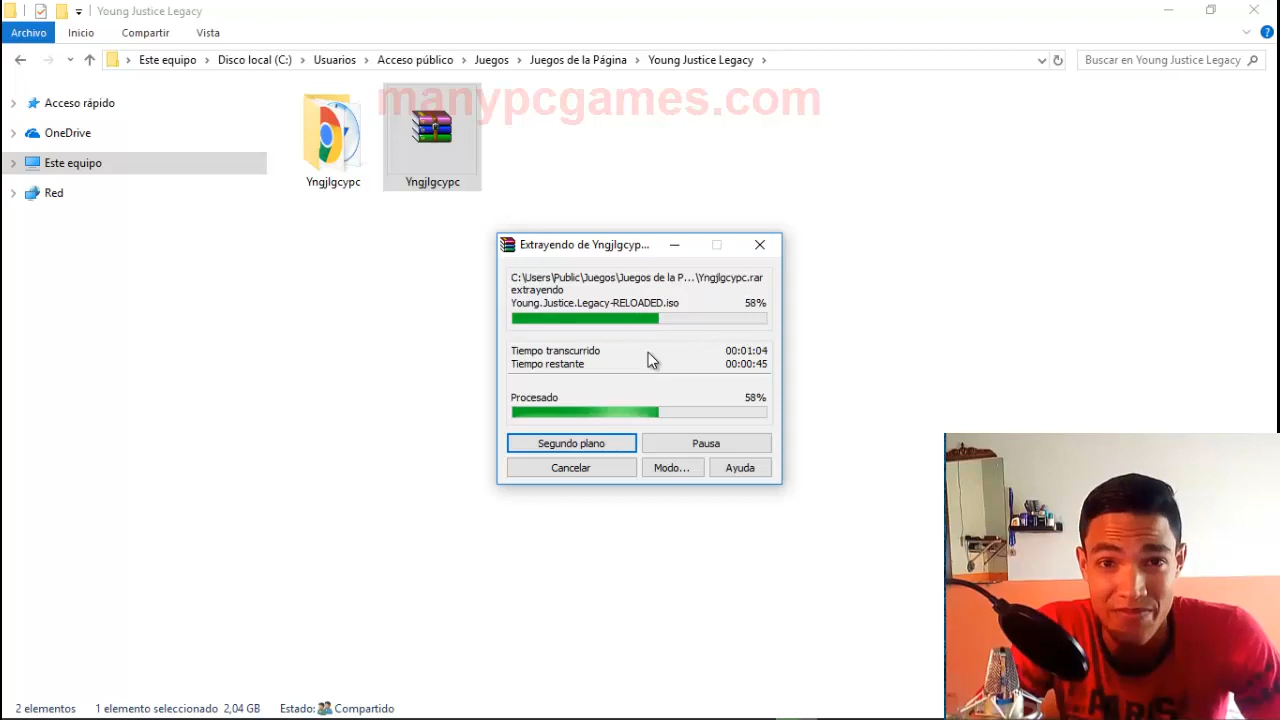 Young Justice Legacy
Archivo Inicio Compartir Vista
Este equipo Disco local (C:) Usuarios Acceso público Juegos Juegos de la Página Young Justice Legacy
Buscar en Young Justice Legacy
manypcgames.com
Acceso rápido
OneDrive
Este equipo
Red
Yngjlgcypc
Yngjlgcypc
Extrayendo de Yngjlgcyp...
C:\Users\Public\Juegos\Juegos de la P...\Yngjlgcypc.rar
extrayendo
Young.Justice.Legacy-RELOADED.iso 58%
Tiempo transcurrido 00:01:04
Tiempo restante 00:00:45
Procesado 58%
Segundo plano Pausa
Cancelar Modo... Ayuda
2 elementos 1 elemento seleccionado 2,04 GB Estado: Compartido